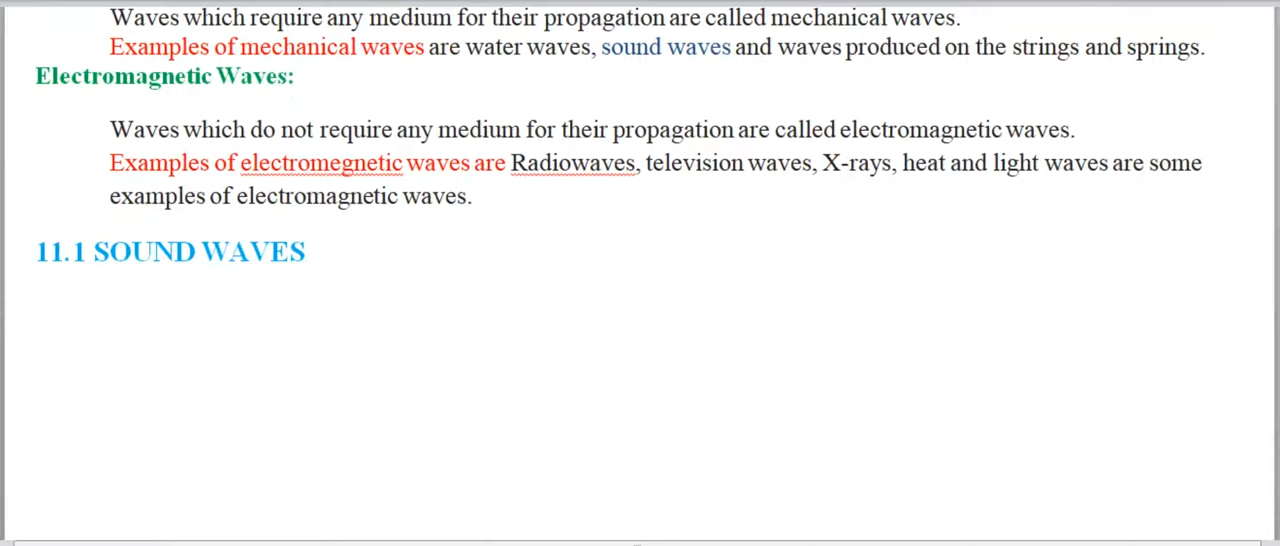 Waves which require any medium for their propagation are called mechanical waves.
Examples of mechanical waves are water waves, sound waves and waves produced on the strings and springs.
Electromagnetic Waves:
Waves which do not require any medium for their propagation are called electromagnetic waves.
Examples of electromegnetic waves are Radiowaves, television waves, X-rays, heat and light waves are some
examples of electromagnetic waves.
11.1 SOUND WAVES